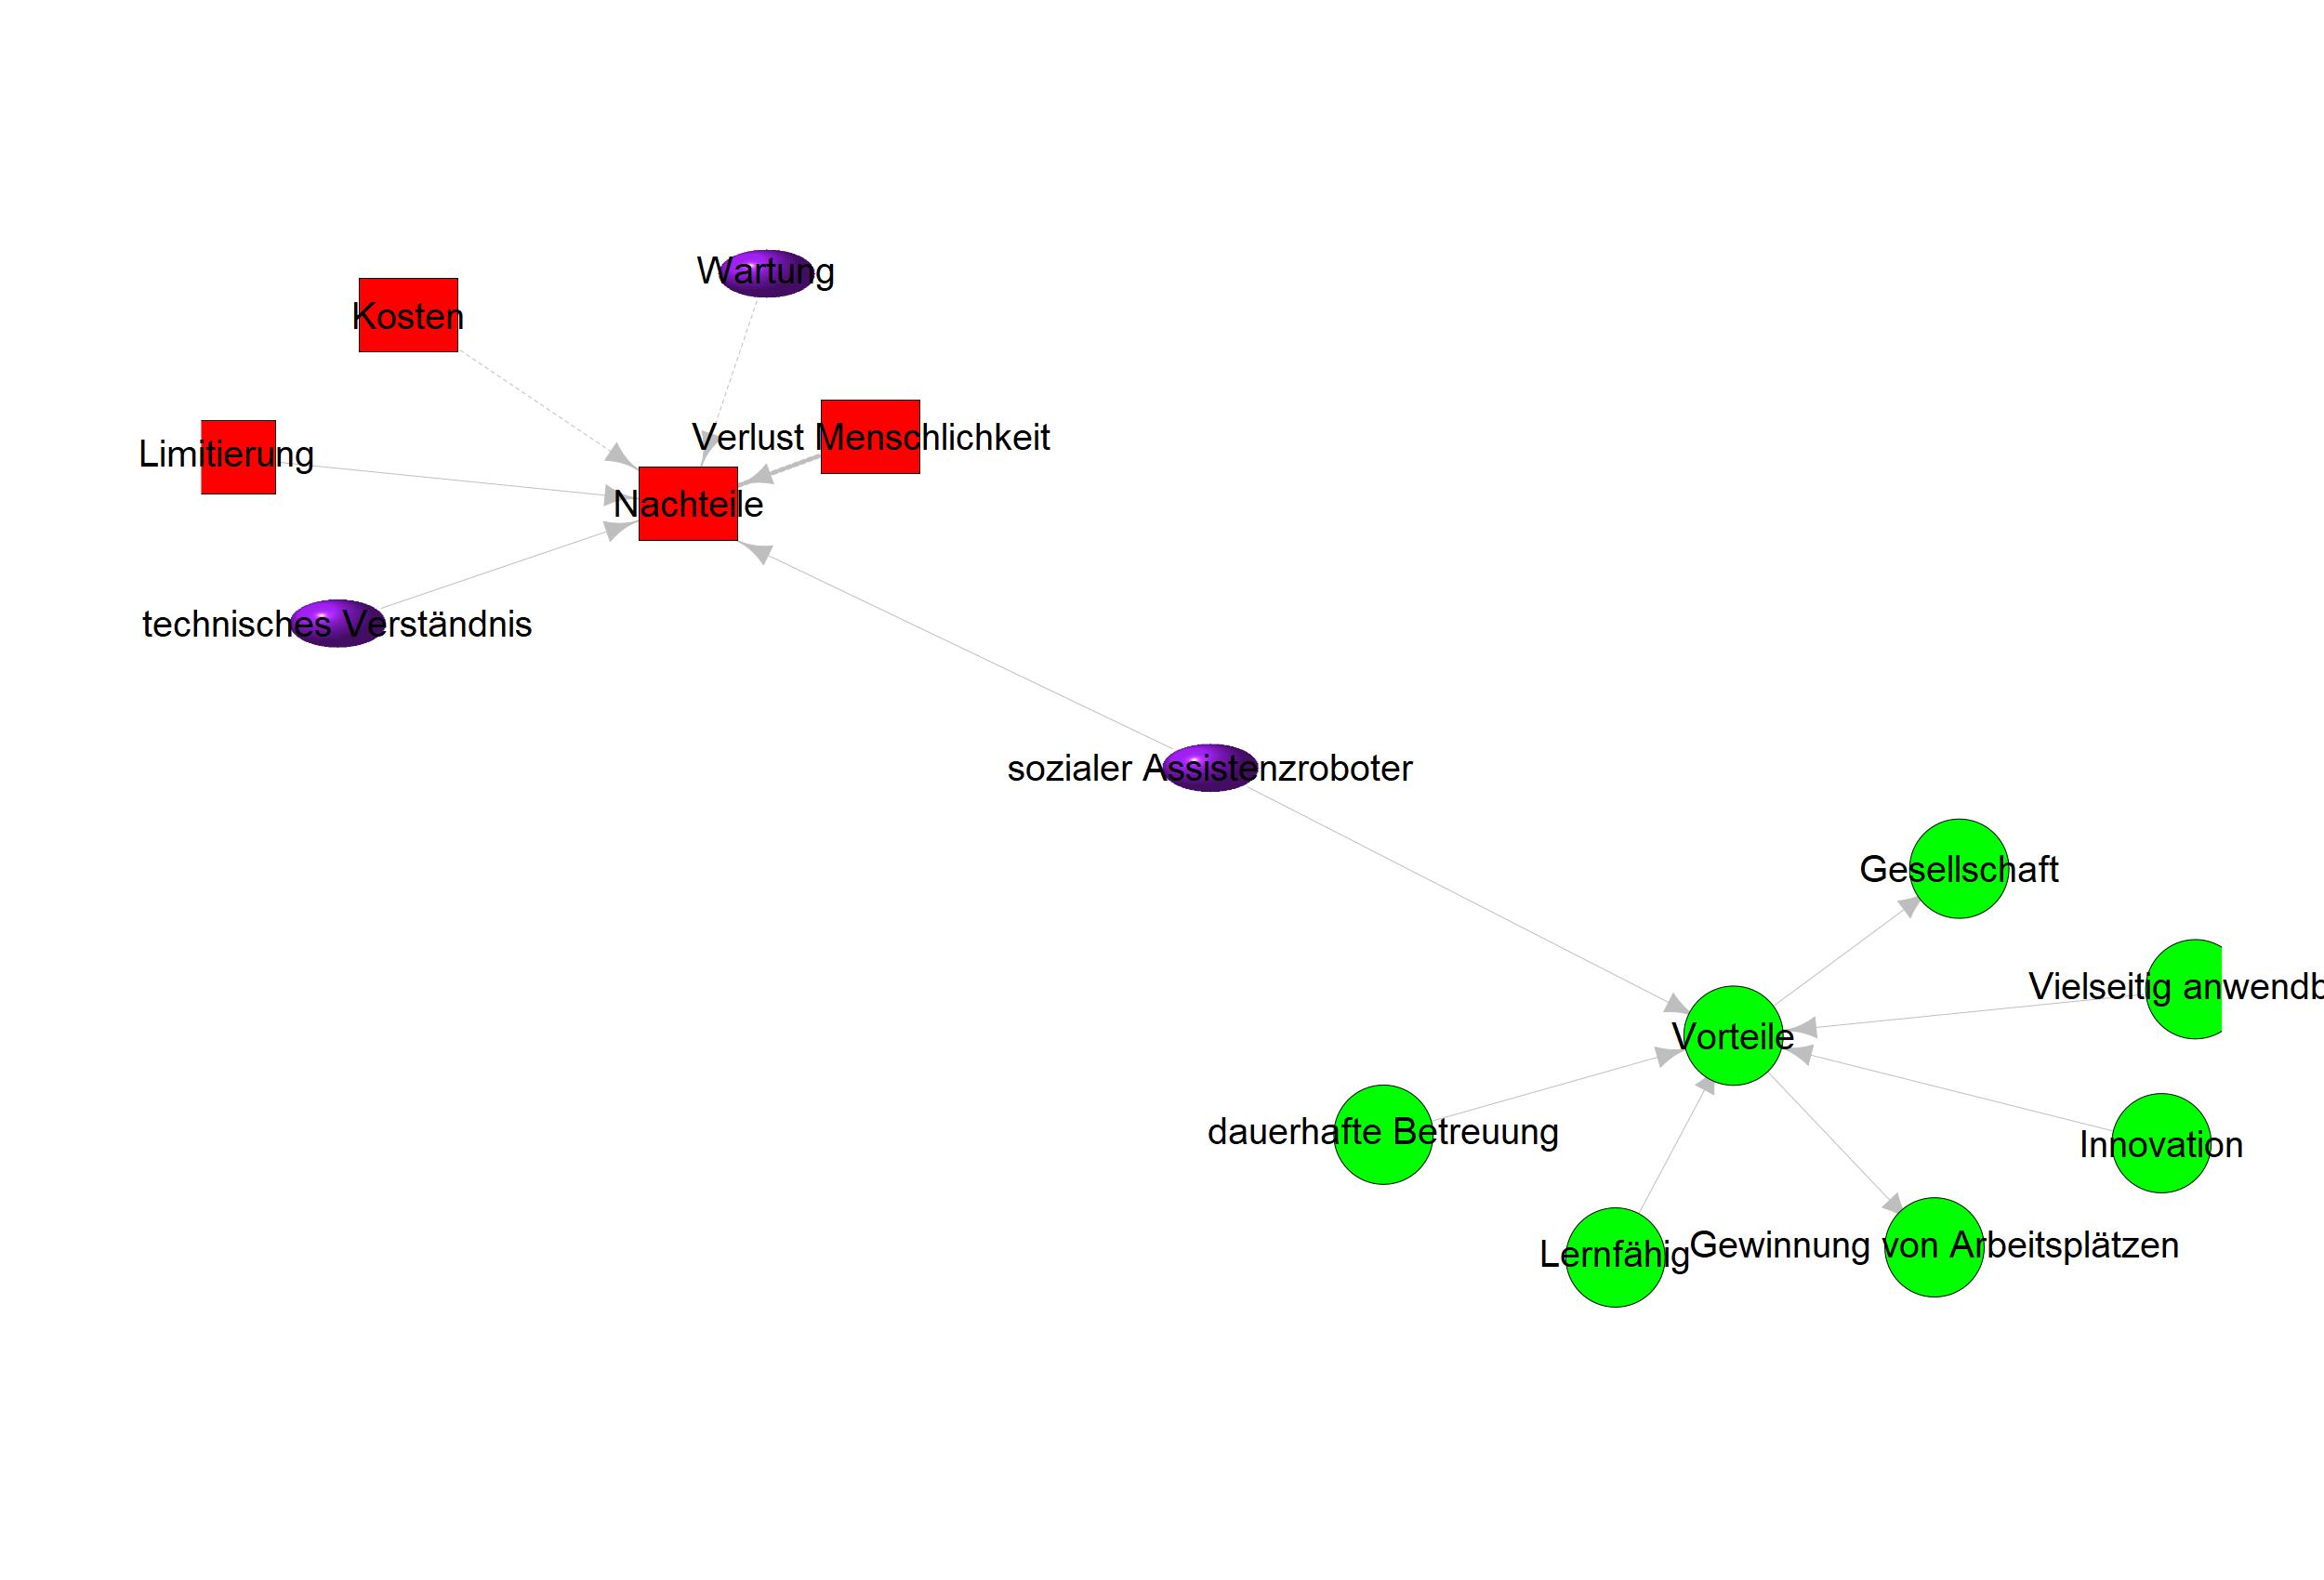 Wartung
Kosten
Verlust Menschlichkeit
Limitierung
Nachteile
technisches Verständnis
sozialer Assistenzroboter
Gesellschaft
Vielseitig anwendb
Vorteile
dauerhafte Betreuung
Innovation
Lernfähig
Gewinnung von Arbeitsplätzen